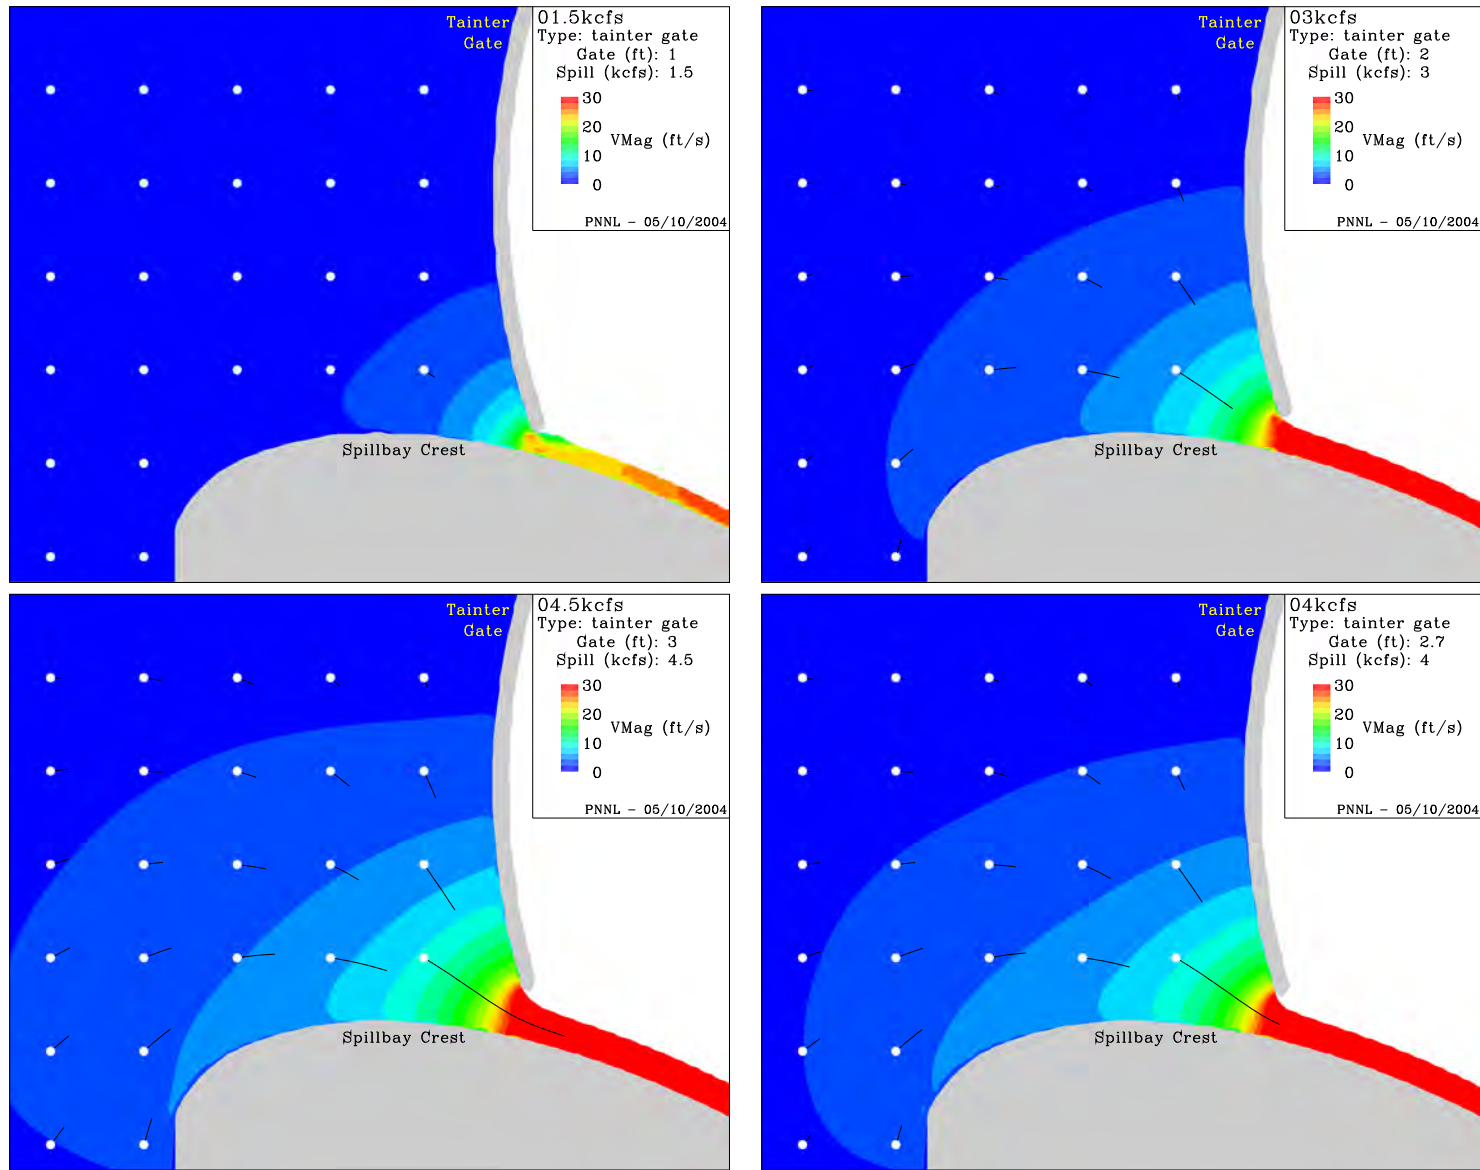 Tainter
Gate
01.5kcfs
Type: tainter gate
Gate (ft): 1
Spill (kcfs): 1.5
30
20
VMag (ft/s)
10
0
PNNL - 05/10/2004
Spillbay Crest
Tainter
Gate
03kcfs
Type: tainter gate
Gate (ft): 2
Spill (kcfs): 3
30
20
VMag (ft/s)
10
0
PNNL - 05/10/2004
Spillbay Crest
Tainter
Gate
04.5kcfs
Type: tainter gate
Gate (ft): 3
Spill (kcfs): 4.5
30
20
VMag (ft/s)
10
0
PNNL - 05/10/2004
Spillbay Crest
Tainter
Gate
04kcfs
Type: tainter gate
Gate (ft): 2.7
Spill (kcfs): 4
30
20
VMag (ft/s)
10
0
PNNL - 05/10/2004
Spillbay Crest